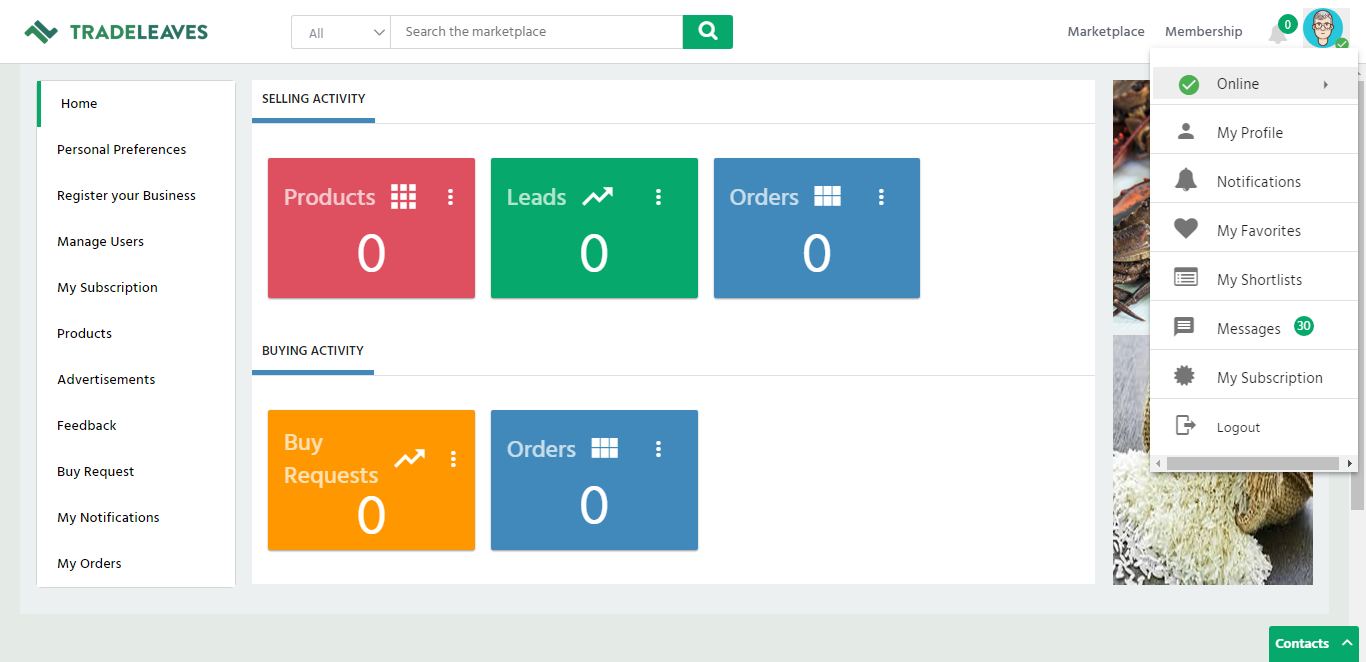 TRADELEAVES
All
Search the marketplace
Marketplace
Membership
0
Home
Personal Preferences
Register your Business
Manage Users
My Subscription
Products
Advertisements
Feedback
Buy Request
My Notifications
My Orders
SELLING ACTIVITY
Products
0
Leads
0
Orders
0
BUYING ACTIVITY
Buy
Requests
0
Orders
0
Online
My Profile
Notifications
My Favorites
My Shortlists
Messages 30
My Subscription
Logout
Contacts